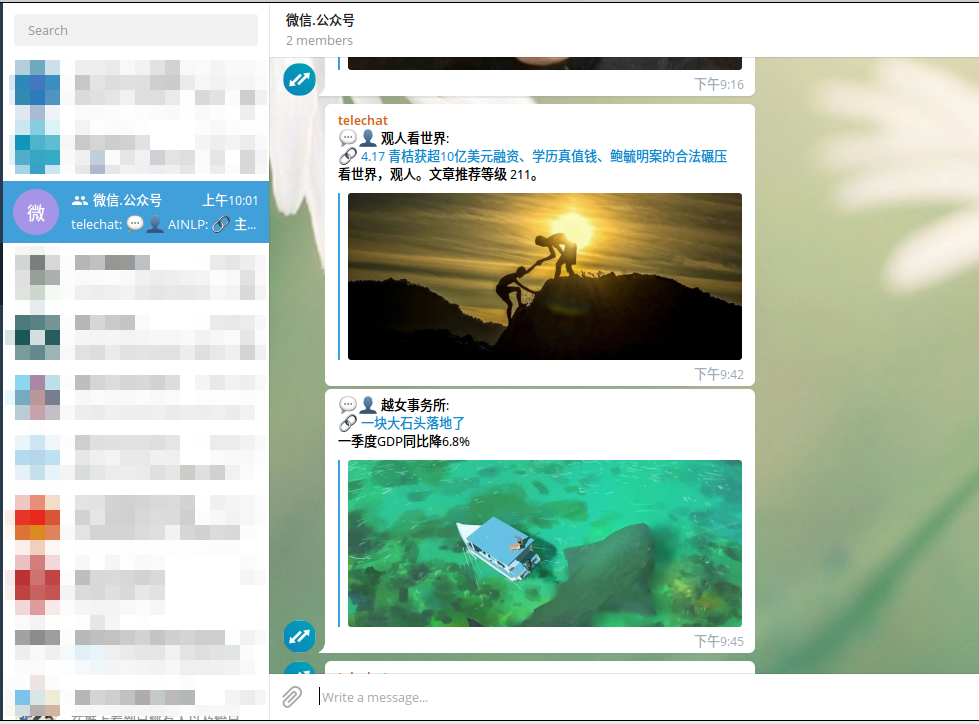 Search
微
微信.公众号
上午10:01
telechat: AINLP: 主...
微信.公众号
2 members
下午9:16
telechat
观人看世界:
4.17 青桔获超10亿美元融资、学历真值钱、鲍毓明案的合法碾压
看世界，观人。文章推荐等级 211。
下午9:42
越女事务所:
一块大石头落地了
一季度GDP同比降6.8%
下午9:45
Write a message...